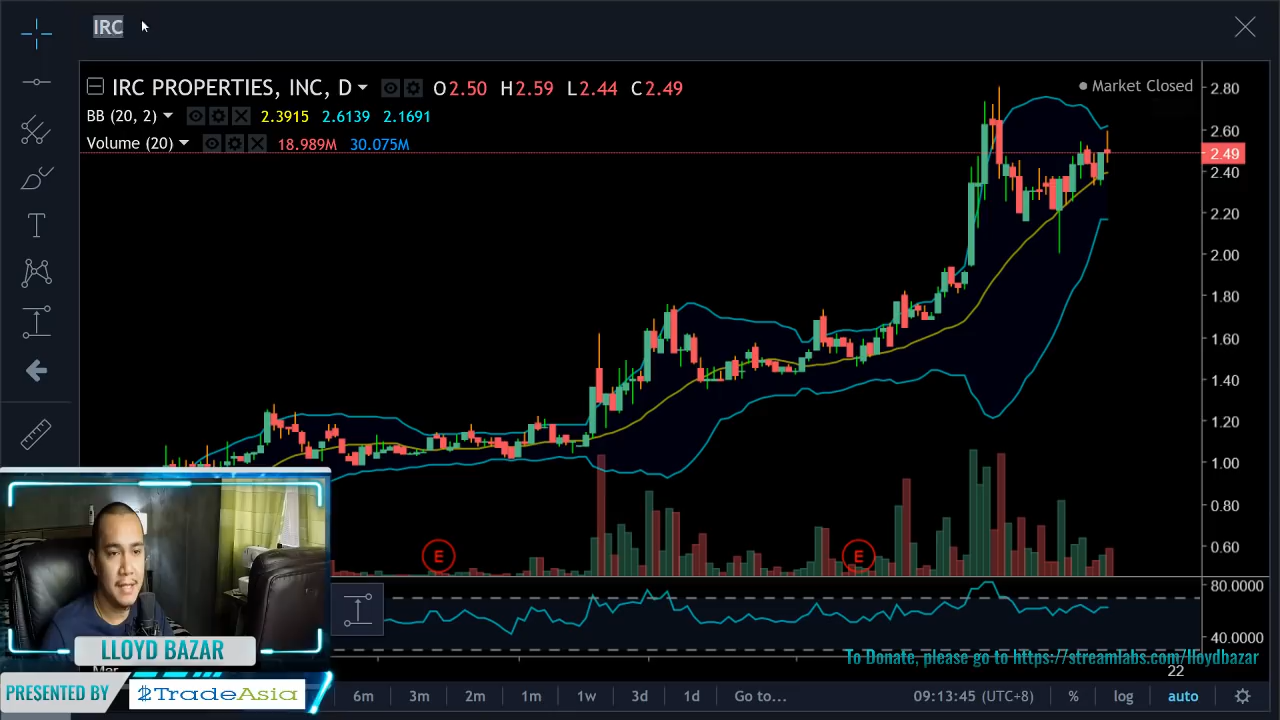 IRC
IRC PROPERTIES, INC, D O2.50 H2.59 L2.44 C2.49
Market Closed
BB (20, 2) 2.3915 2.6139 2.1691
Volume (20) 18.989M 30.075M
2.80
2.60
2.49
2.40
2.20
2.00
1.80
1.60
1.40
1.20
1.00
0.80
0.60
E
E
80.0000
40.0000
LLOYD BAZAR
To Donate, please go to https://streamlabs.com/lloydbazar
22
PRESENTED BY $TradeAsia
6m 3m 2m 1m 1w 3d 1d Go to... 09:13:45 (UTC+8) % log auto